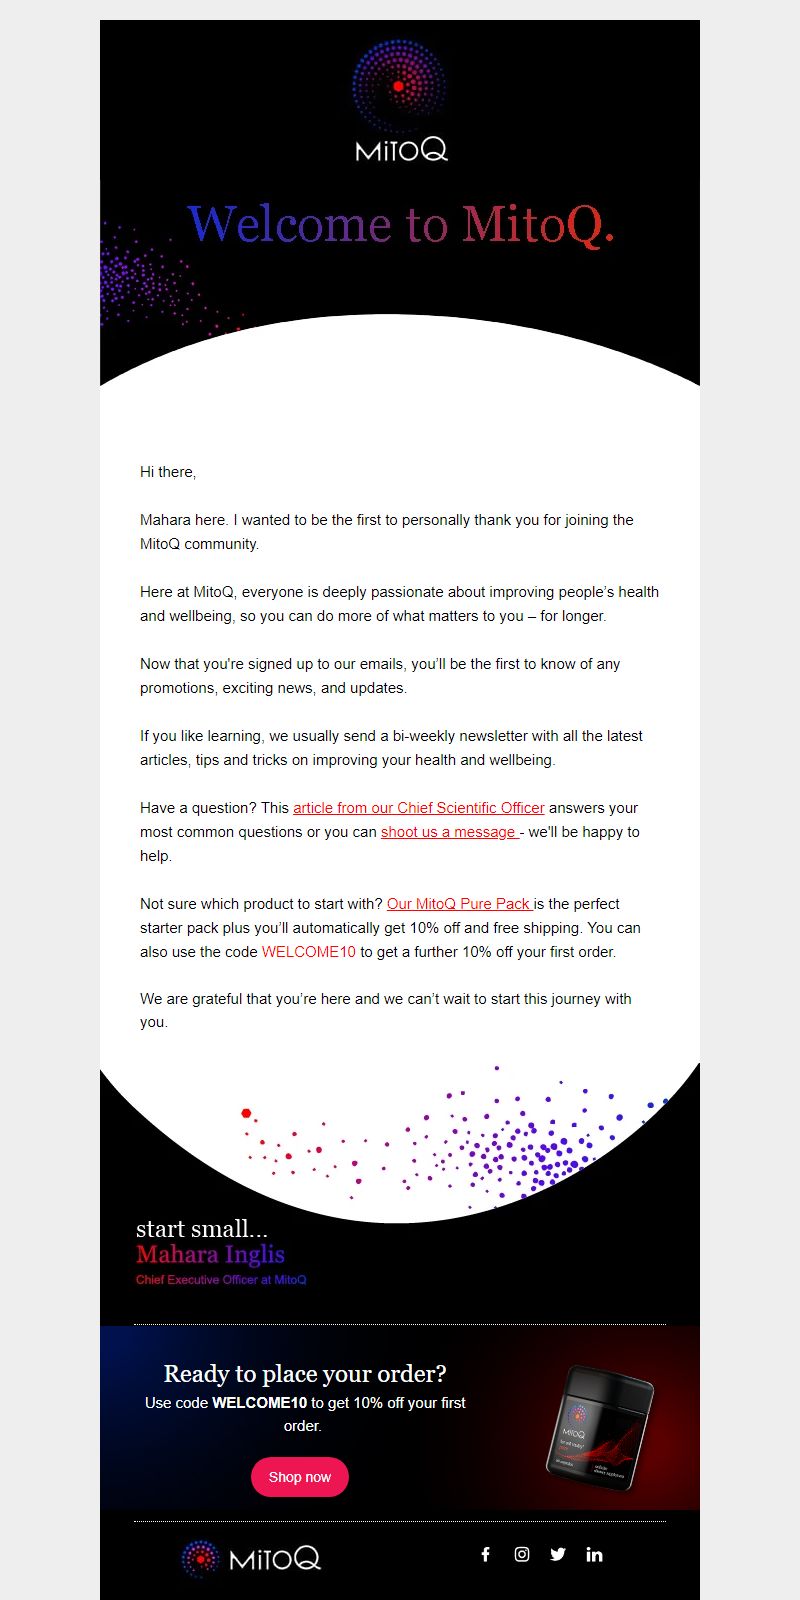 MitoQ
Welcome to MitoQ.
Hi there,
Mahara here. I wanted to be the first to personally thank you for joining the
MitoQ community.
Here at MitoQ, everyone is deeply passionate about improving people’s health
and wellbeing, so you can do more of what matters to you – for longer.
Now that you're signed up to our emails, you’ll be the first to know of any
promotions, exciting news, and updates.
If you like learning, we usually send a bi-weekly newsletter with all the latest
articles, tips and tricks on improving your health and wellbeing.
Have a question? This article from our Chief Scientific Officer answers your
most common questions or you can shoot us a message - we'll be happy to
help.
Not sure which product to start with? Our MitoQ Pure Pack is the perfect
starter pack plus you’ll automatically get 10% off and free shipping. You can
also use the code WELCOME10 to get a further 10% off your first order.
We are grateful that you’re here and we can’t wait to start this journey with
you.
start small...
Mahara Inglis
Chief Executive Officer at MitoQ
Ready to place your order?
Use code WELCOME10 to get 10% off your first
order.
Shop now
MitoQ
MitoQ